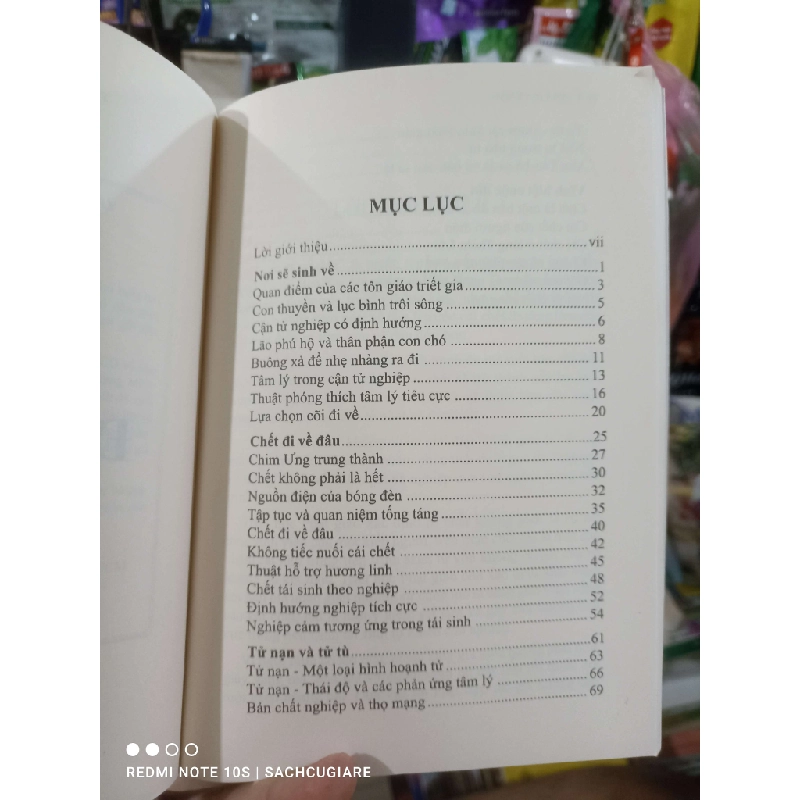 MỤC LỤC
Lời giới thiệu.......... vii
Nơi sẽ sinh về.......... 1
Quan điểm của các tôn giáo triết gia.......... 3
Con thuyền và lục bình trôi sông.......... 5
Cận tử nghiệp có định hướng.......... 6
Lão phú hộ và thân phận con chó.......... 8
Buông xả để nhẹ nhàng ra đi.......... 11
Tâm lý trong cận tử nghiệp.......... 13
Thuật phóng thích tâm lý tiêu cực.......... 16
Lựa chọn cõi đi về.......... 20
Chết đi về đâu.......... 25
Chim Ưng trung thành.......... 27
Chết không phải là hết.......... 30
Nguồn điện của bóng đèn.......... 32
Tập tục và quan niệm tống táng.......... 35
Chết đi về đâu.......... 40
Không tiếc nuối cái chết.......... 42
Thuật hỗ trợ hương linh.......... 45
Chết tái sinh theo nghiệp.......... 48
Định hướng nghiệp tích cực.......... 52
Nghiệp cảm tương ứng trong tái sinh.......... 54
Tử nạn và tử tù.......... 61
Tử nạn - Một loại hình hoạnh tử.......... 63
Tử nạn - Thái độ và các phản ứng tâm lý.......... 66
Bản chất nghiệp và thọ mạng.......... 69
REDMI NOTE 10S | SACHCUGIARE